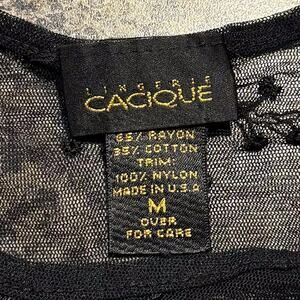 LINGERIE
CACIQUE
65% RAYON
35% COTTON
TRIM:
100% NYLON
MADE IN U.S.A
M
OVER
FOR CARE